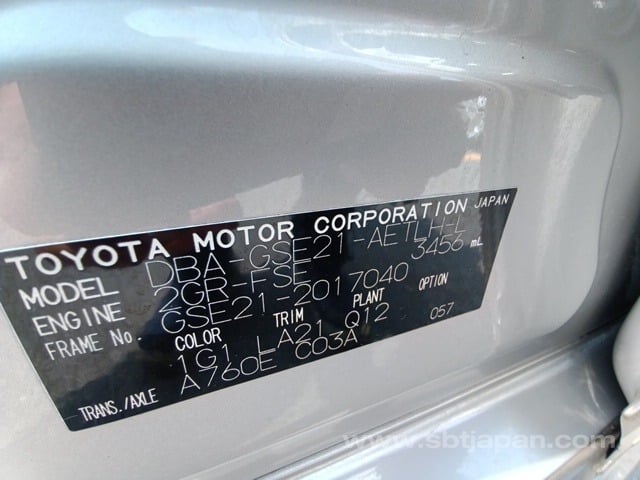 TOYOTA MOTOR CORPORATION JAPAN
MODEL DBA-GSE21-AETLH-L
ENGINE 2GR-FSE 3456 mL
FRAME No. GSE21-2017040
COLOR TRIM PLANT OPTION
1G1 LA21 Q12 057
TRANS./AXLE A760E G03A
www.sbtjapan.com